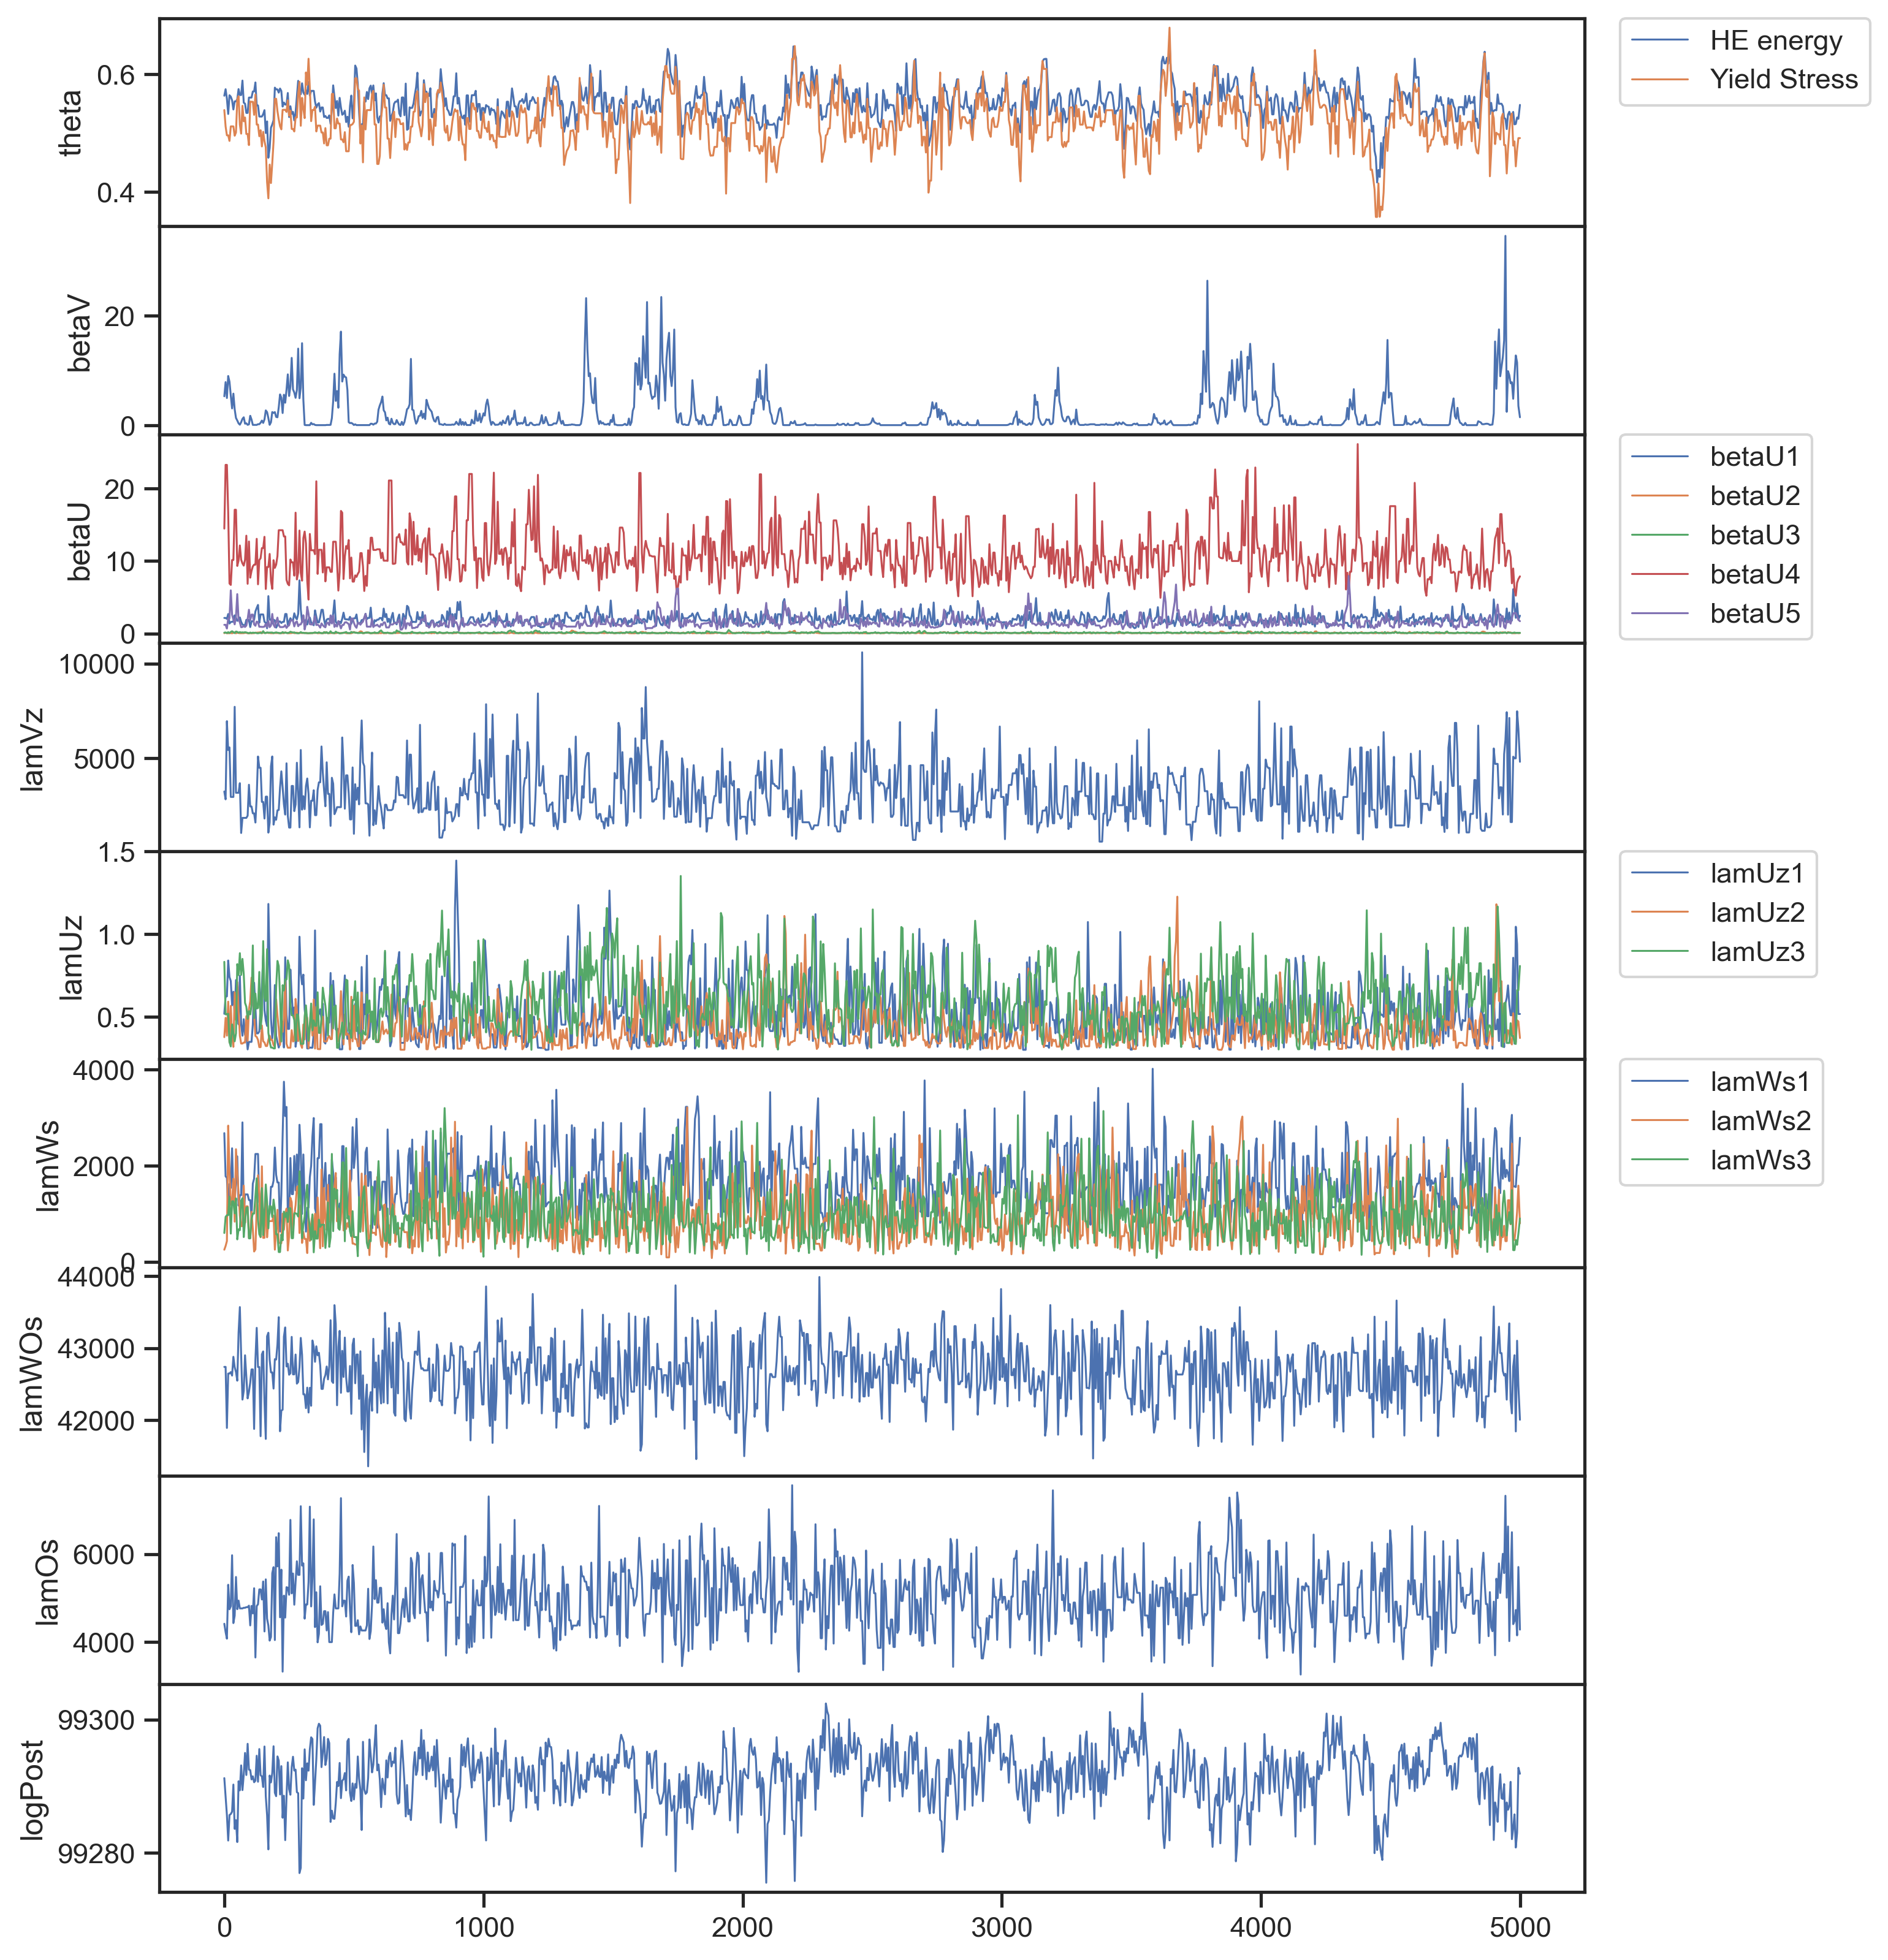 0.6
0.4
theta
HE energy
Yield Stress
20
0
betaV
20
10
0
betaU
betaU1
betaU2
betaU3
betaU4
betaU5
10000
5000
lamVz
1.5
1.0
0.5
lamUz
lamUz1
lamUz2
lamUz3
4000
2000
0
lamWs
lamWs1
lamWs2
lamWs3
44000
43000
42000
lamWOs
6000
4000
lamOs
99300
99280
logPost
0 1000 2000 3000 4000 5000